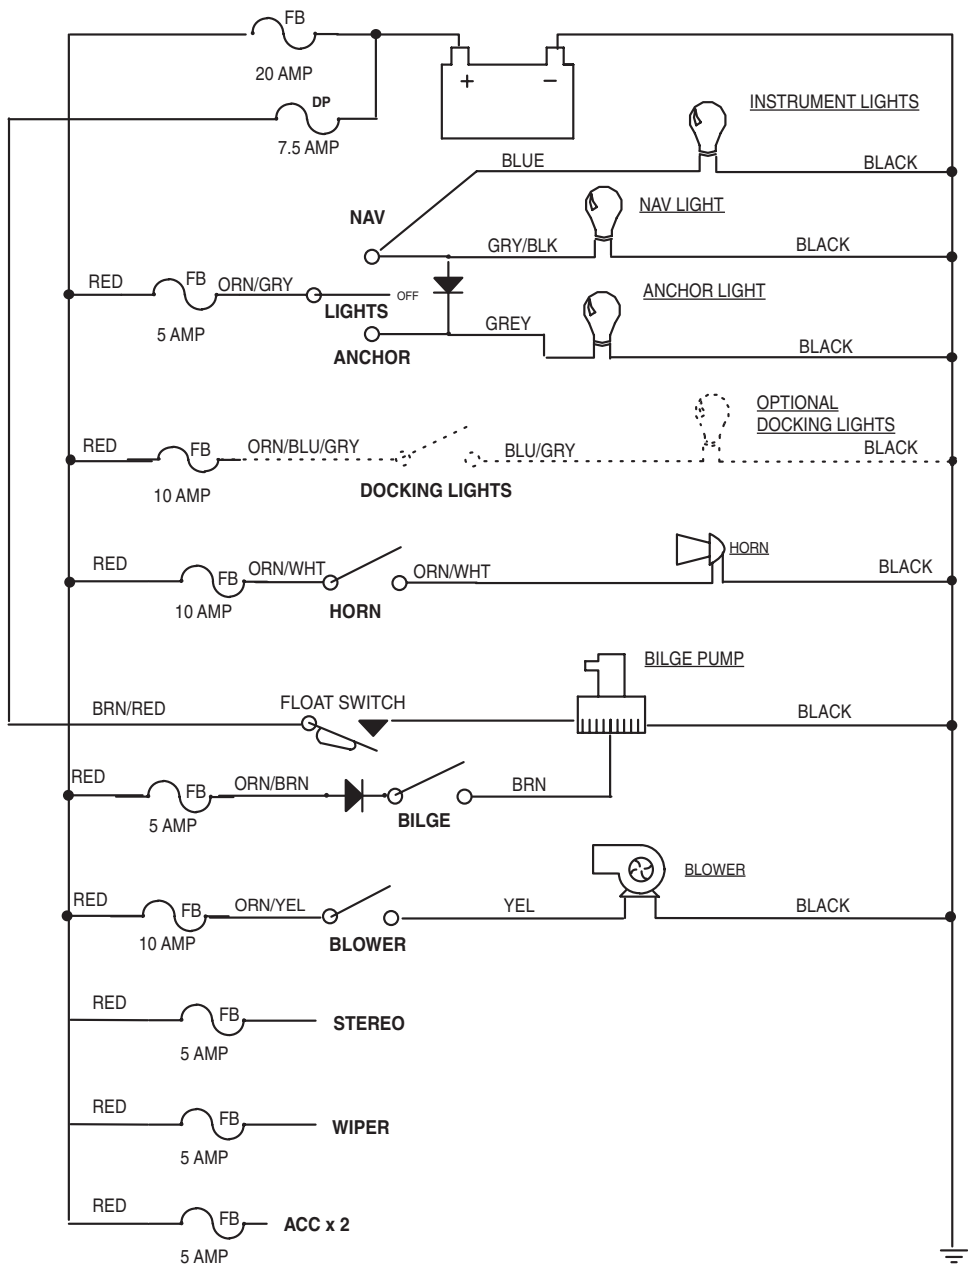 FB
20 AMP
+
–
DP
7.5 AMP
INSTRUMENT LIGHTS
BLUE
BLACK
NAV
NAV LIGHT
GRY/BLK
BLACK
RED
FB
ORN/GRY
OFF
LIGHTS
5 AMP
ANCHOR LIGHT
GREY
ANCHOR
BLACK
OPTIONAL
DOCKING LIGHTS
RED
FB
ORN/BLU/GRY
BLU/GRY
BLACK
10 AMP
DOCKING LIGHTS
HORN
RED
FB
ORN/WHT
ORN/WHT
BLACK
10 AMP
HORN
BILGE PUMP
BRN/RED
FLOAT SWITCH
BLACK
RED
FB
ORN/BRN
BRN
5 AMP
BILGE
BLOWER
RED
FB
ORN/YEL
YEL
BLACK
10 AMP
BLOWER
RED
FB
STEREO
5 AMP
RED
FB
WIPER
5 AMP
RED
FB
ACC x 2
5 AMP